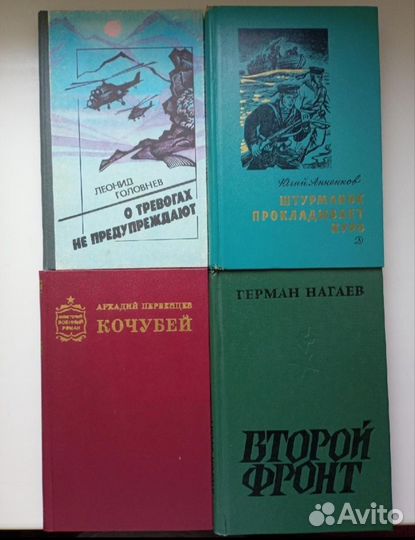 ЛЕОНИД
ГОЛОВНЕВ
О ТРЕВОГАХ
НЕ ПРЕДУПРЕЖДАЮТ
Юлий Анненков
ШТУРМАНОК
ПРОКЛАДЫВАЕТ
КУРС
АРКАДИЙ ПЕРВЕНЦЕВ
ВОЕННЫЙ
РОМАН
КОЧУБЕЙ
ГЕРМАН НАГАЕВ
ВТОРОЙ
ФРОНТ
Avito